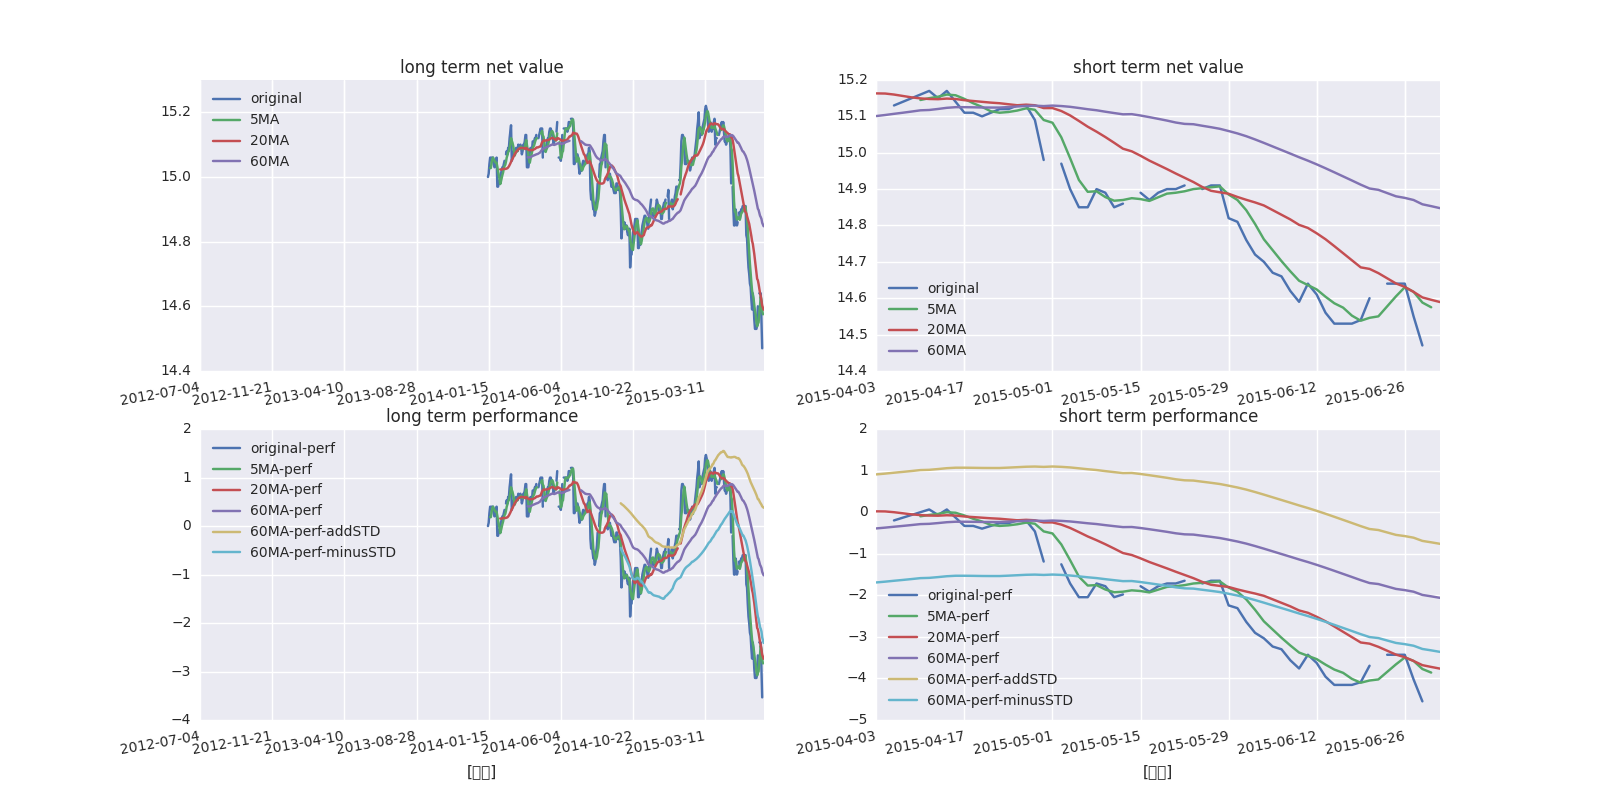 long term net value
15.2
15.0
14.8
14.6
14.4
original
5MA
20MA
60MA
2012-07-04
2012-11-21
2013-04-10
2013-08-28
2014-01-15
2014-06-04
2014-10-22
2015-03-11
short term net value
15.2
15.1
15.0
14.9
14.8
14.7
14.6
14.5
14.4
original
5MA
20MA
60MA
2015-04-03
2015-04-17
2015-05-01
2015-05-15
2015-05-29
2015-06-12
2015-06-26
long term performance
2
1
0
−1
−2
−3
−4
original-perf
5MA-perf
20MA-perf
60MA-perf
60MA-perf-addSTD
60MA-perf-minusSTD
2012-07-04
2012-11-21
2013-04-10
2013-08-28
2014-01-15
2014-06-04
2014-10-22
2015-03-11
short term performance
2
1
0
−1
−2
−3
−4
−5
original-perf
5MA-perf
20MA-perf
60MA-perf
60MA-perf-addSTD
60MA-perf-minusSTD
2015-04-03
2015-04-17
2015-05-01
2015-05-15
2015-05-29
2015-06-12
2015-06-26